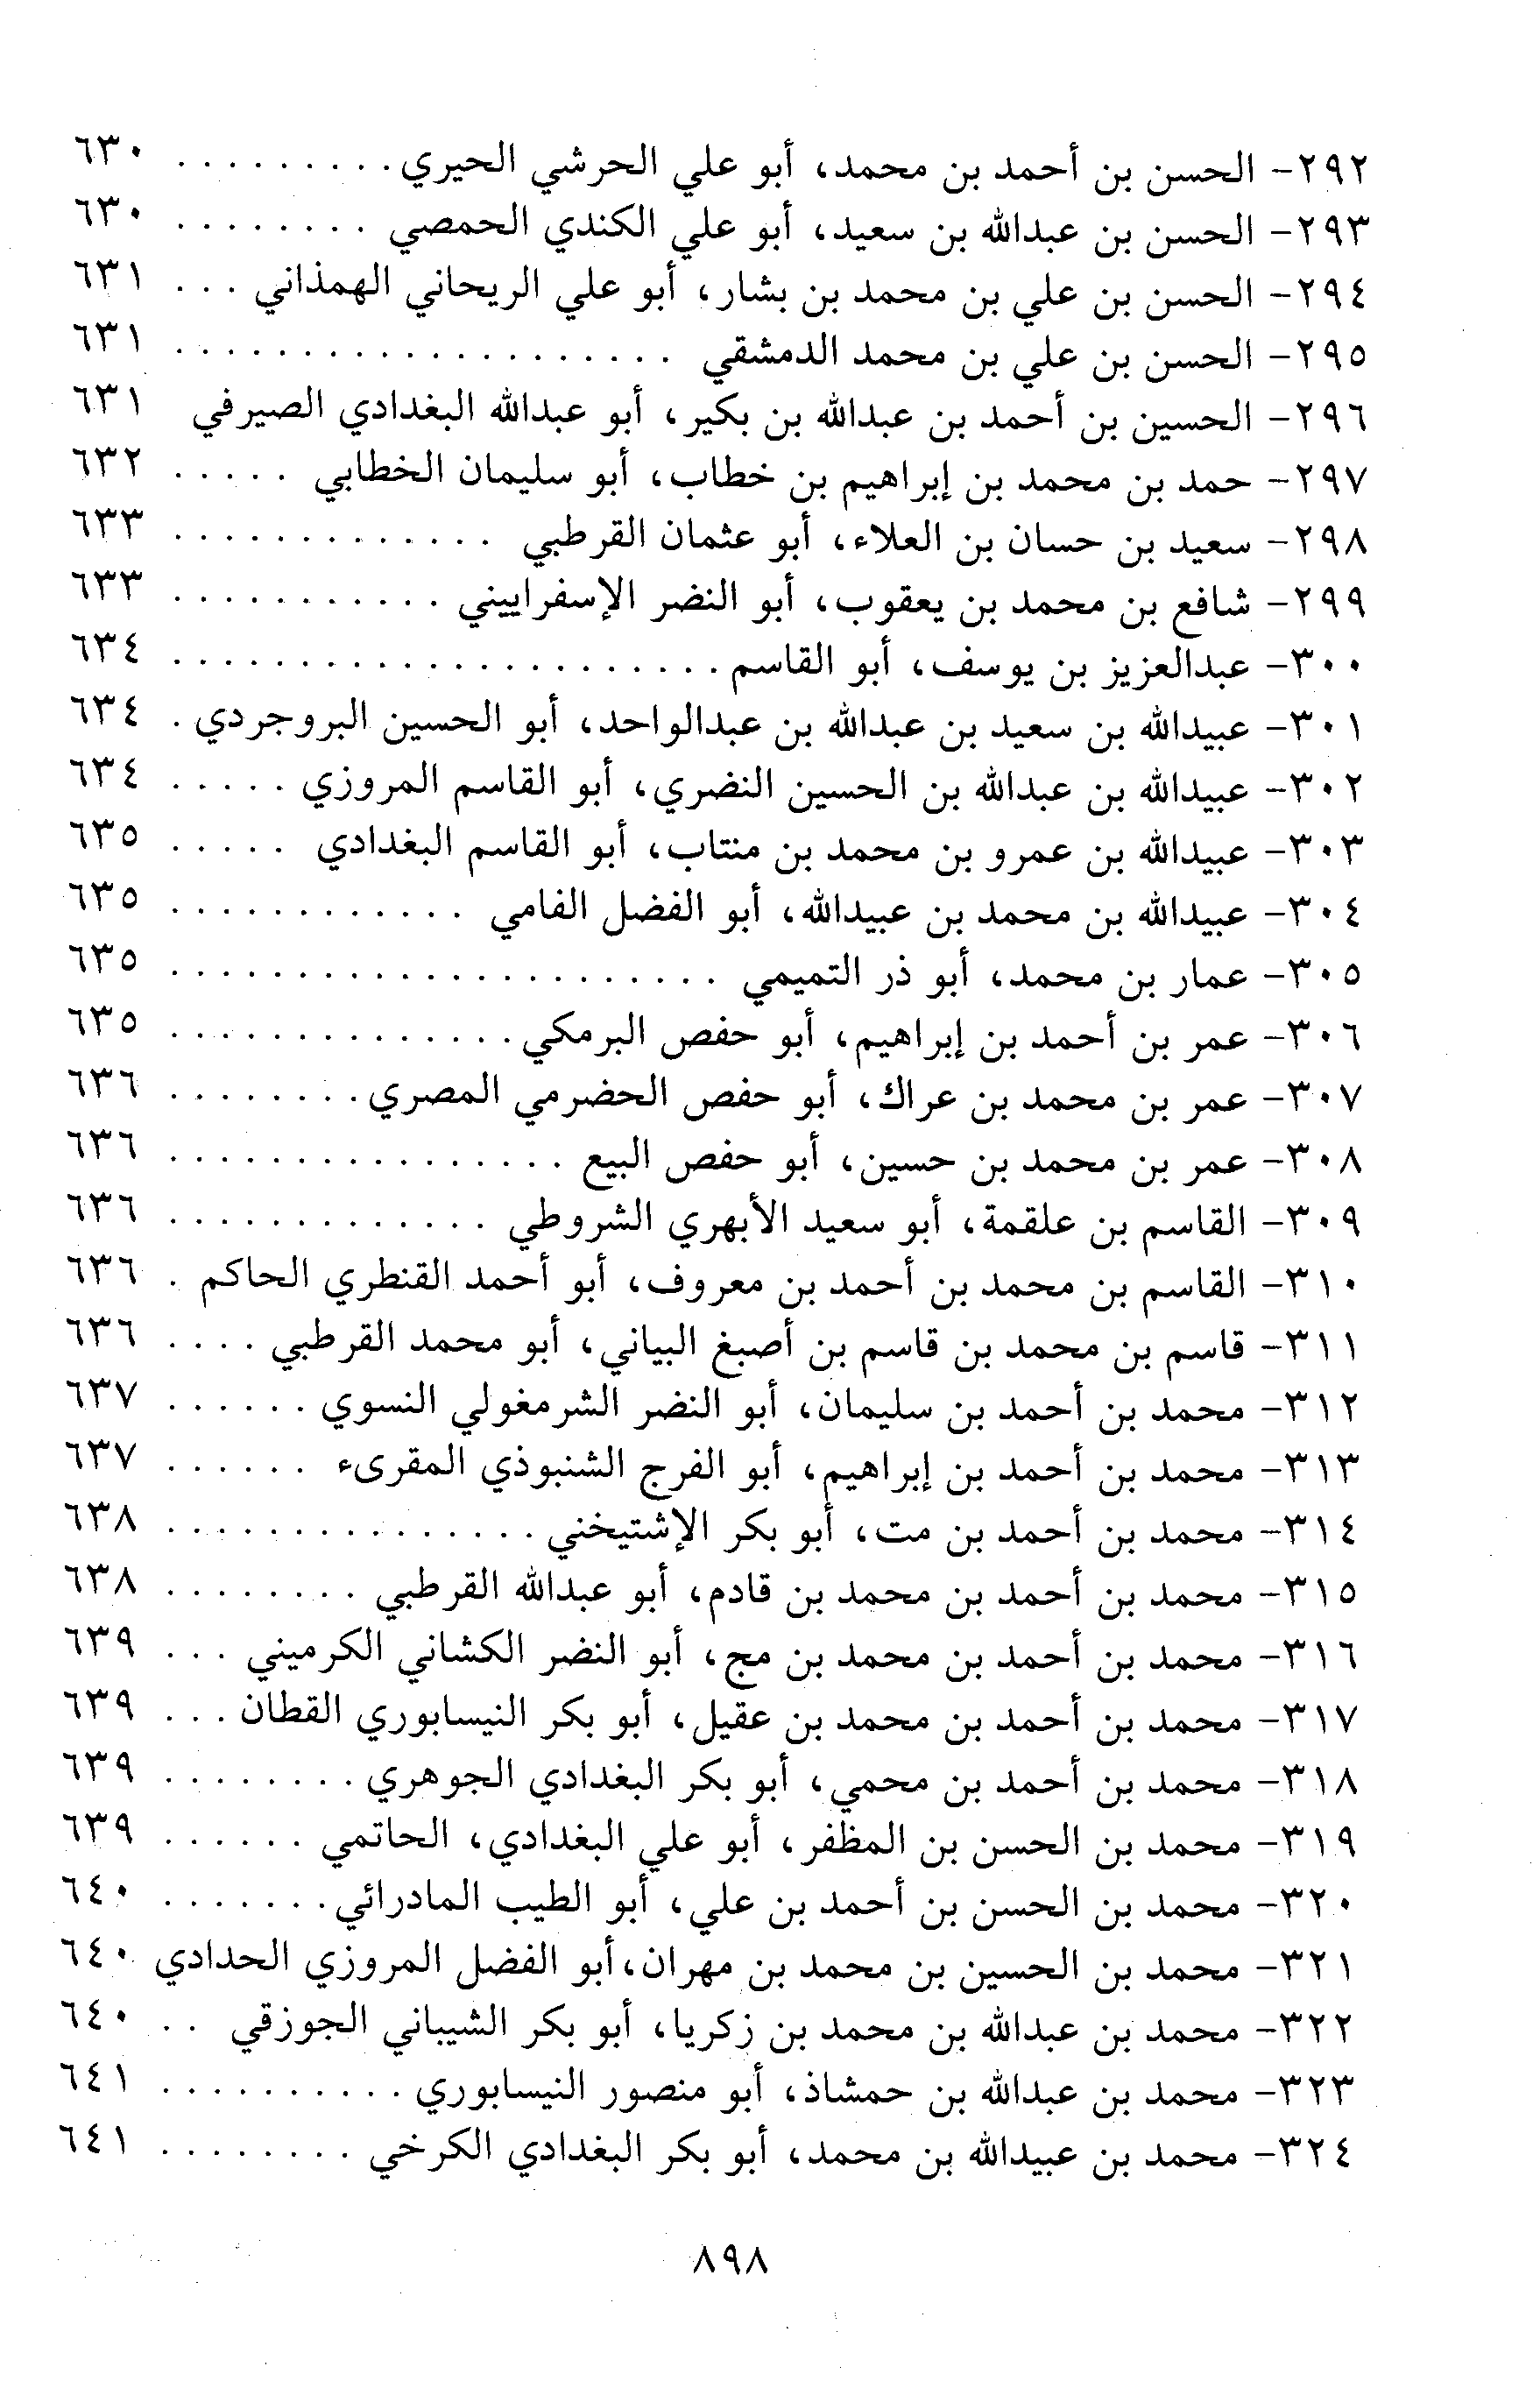 ٢٩٢- الحسن بن أحمد بن محمد، أبو علي الحرشي الحيري . . . . . . . . . ٦٣٠
٢٩٣- الحسن بن عبدالله بن سعيد، أبو علي الكندي الحمصي . . . . . . . . ٦٣٠
٢٩٤- الحسن بن علي بن محمد بن بشار، أبو علي الريحاني الهمذاني . . . ٦٣١
٢٩٥- الحسن بن علي بن محمد الدمشقي . . . . . . . . . . . . . . . . . . . . ٦٣١
٢٩٦- الحسين بن أحمد بن عبدالله بن بكير، أبو عبدالله البغدادي الصيرفي ٦٣١
٢٩٧- حمد بن محمد بن إبراهيم بن خطاب، أبو سليمان الخطابي . . . . . ٦٣٢
٢٩٨- سعيد بن حسان بن العلاء، أبو عثمان القرطبي . . . . . . . . . . . . . ٦٣٣
٢٩٩- شافع بن محمد بن يعقوب، أبو النضر الإسفراييني . . . . . . . . . . . ٦٣٣
٣٠٠- عبدالعزيز بن يوسف، أبو القاسم . . . . . . . . . . . . . . . . . . . . . . ٦٣٤
٣٠١- عبيدالله بن سعيد بن عبدالله بن عبدالواحد، أبو الحسين البروجردي . ٦٣٤
٣٠٢- عبيدالله بن عبدالله بن الحسين النضري، أبو القاسم المروزي . . . . . ٦٣٤
٣٠٣- عبيدالله بن عمرو بن محمد بن منتاب، أبو القاسم البغدادي . . . . . ٦٣٥
٣٠٤- عبيدالله بن محمد بن عبيدالله، أبو الفضل الفامي . . . . . . . . . . . . ٦٣٥
٣٠٥- عمار بن محمد، أبو ذر التميمي . . . . . . . . . . . . . . . . . . . . . . ٦٣٥
٣٠٦- عمر بن أحمد بن إبراهيم، أبو حفص البرمكي . . . . . . . . . . . . . . ٦٣٥
٣٠٧- عمر بن محمد بن عراك، أبو حفص الحضرمي المصري . . . . . . . . ٦٣٦
٣٠٨- عمر بن محمد بن حسين، أبو حفص البيع . . . . . . . . . . . . . . . . ٦٣٦
٣٠٩- القاسم بن علقمة، أبو سعيد الأبهري الشروطي . . . . . . . . . . . . . ٦٣٦
٣١٠- القاسم بن محمد بن أحمد بن معروف، أبو أحمد القنطري الحاكم . ٦٣٦
٣١١- قاسم بن محمد بن قاسم بن أصبغ البياني، أبو محمد القرطبي . . . . ٦٣٦
٣١٢- محمد بن أحمد بن سليمان، أبو النضر الشرمغولي النسوي . . . . . . ٦٣٧
٣١٣- محمد بن أحمد بن إبراهيم، أبو الفرج الشنبوذي المقرىء . . . . . . ٦٣٧
٣١٤- محمد بن أحمد بن مت، أبو بكر الإشتيخني . . . . . . . . . . . . . . . ٦٣٨
٣١٥- محمد بن أحمد بن محمد بن قادم، أبو عبدالله القرطبي . . . . . . . . ٦٣٨
٣١٦- محمد بن أحمد بن محمد بن مج، أبو النضر الكشاني الكرميني . . . ٦٣٩
٣١٧- محمد بن أحمد بن محمد بن عقيل، أبو بكر النيسابوري القطان . . . ٦٣٩
٣١٨- محمد بن أحمد بن محمي، أبو بكر البغدادي الجوهري . . . . . . . . ٦٣٩
٣١٩- محمد بن الحسن بن المظفر، أبو علي البغدادي، الحاتمي . . . . . . ٦٣٩
٣٢٠- محمد بن الحسن بن أحمد بن علي، أبو الطيب المادرائي . . . . . . . ٦٤٠
٣٢١- محمد بن الحسين بن محمد بن مهران، أبو الفضل المروزي الحدادي ٦٤٠
٣٢٢- محمد بن عبدالله بن محمد بن زكريا، أبو بكر الشيباني الجوزقي . . ٦٤٠
٣٢٣- محمد بن عبدالله بن حمشاذ، أبو منصور النيسابوري . . . . . . . . . . ٦٤١
٣٢٤- محمد بن عبيدالله بن محمد، أبو بكر البغدادي الكرخي . . . . . . . . ٦٤١
٨٩٨